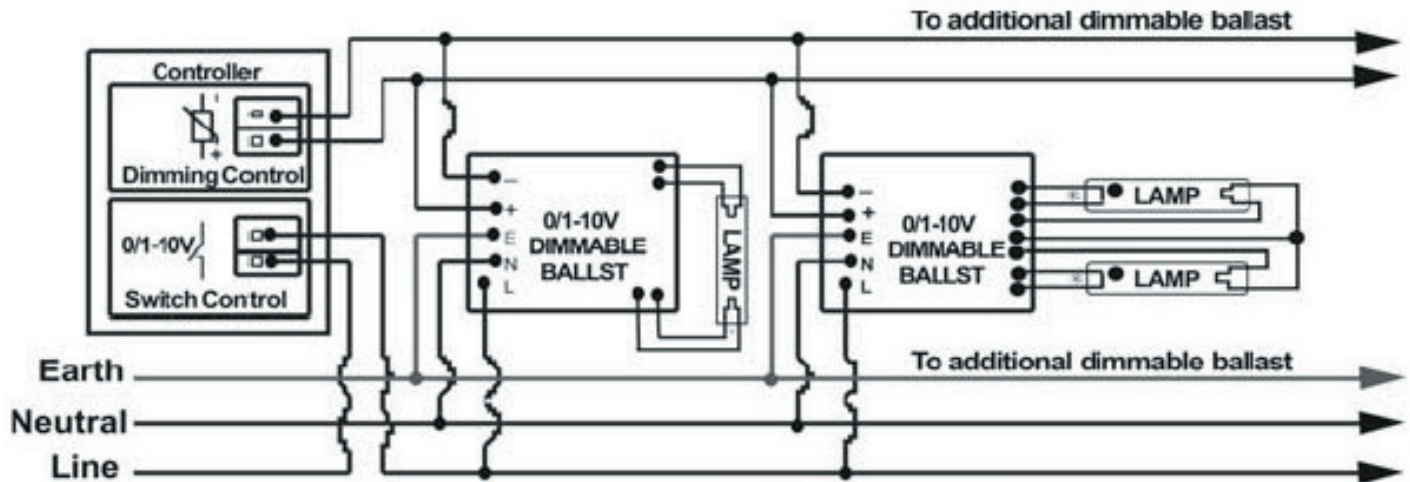 To additional dimmable ballast
Controller
Dimming Control
0/1-10V
Switch Control
−
+
E
N
L
0/1-10V
DIMMABLE
BALLST
LAMP
−
+
E
N
L
0/1-10V
DIMMABLE
BALLST
LAMP
LAMP
To additional dimmable ballast
Earth
Neutral
Line